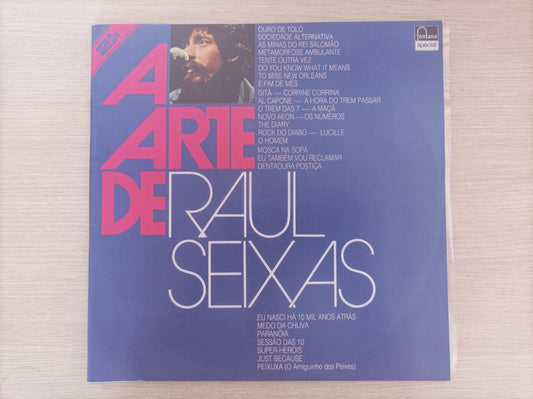 fontana
special
OURO DE TOLO
SOCIEDADE ALTERNATIVA
AS MINAS DO REI SALOMÃO
METAMORFOSE AMBULANTE
TENTE OUTRA VEZ
DO YOU KNOW WHAT IT MEANS
TO MISS NEW ORLEANS
É FIM DE MÊS
GITÂ — CORRINE CORRINA
AL CAPONE — A HORA DO TREM PASSAR
O TREM DAS 7 — A MAÇÃ
NOVO AEON — OS NÚMEROS
THE DIARY
ROCK DO DIABO — LUCILLE
O HOMEM
MOSCA NA SOPA
EU TAMBÉM VOU RECLAMAR
DENTADURA POSTIÇA
A
ARTE
DE RAUL
SEIXAS
EU NASCI HÁ 10 MIL ANOS ATRÁS
MEDO DA CHUVA
PARANÓIA
SESSÃO DAS 10
SUPER-HERÓIS
JUST BECAUSE
PEIXUXA (O Amiguinho dos Peixes)